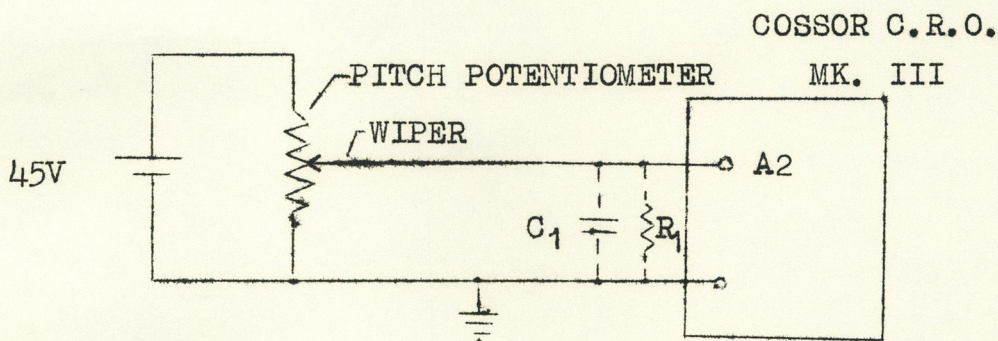 COSSOR C.R.O.
MK. III
PITCH POTENTIOMETER
WIPER
45V
A2
C1
R1